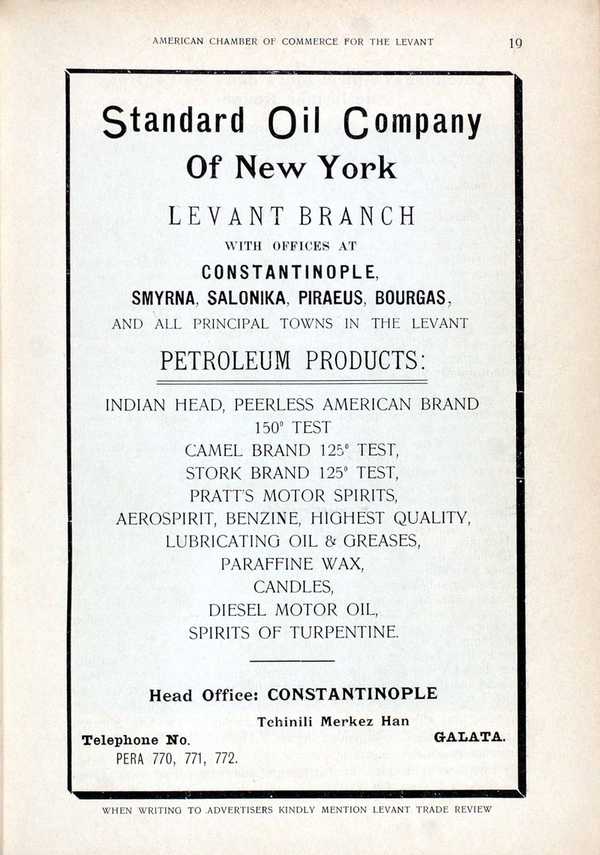 AMERICAN CHAMBER OF COMMERCE FOR THE LEVANT 19
Standard Oil Company
Of New York
LEVANT BRANCH
WITH OFFICES AT
CONSTANTINOPLE,
SMYRNA, SALONIKA, PIRAEUS, BOURGAS,
AND ALL PRINCIPAL TOWNS IN THE LEVANT
PETROLEUM PRODUCTS:
INDIAN HEAD, PEERLESS AMERICAN BRAND
150° TEST
CAMEL BRAND 125° TEST,
STORK BRAND 125° TEST,
PRATT'S MOTOR SPIRITS,
AEROSPIRIT, BENZINE, HIGHEST QUALITY,
LUBRICATING OIL & GREASES,
PARAFFINE WAX,
CANDLES,
DIESEL MOTOR OIL,
SPIRITS OF TURPENTINE.
Head Office: CONSTANTINOPLE
Tchinili Merkez Han
GALATA.
Telephone No.
PERA 770, 771, 772.
WHEN WRITING TO ADVERTISERS KINDLY MENTION LEVANT TRADE REVIEW